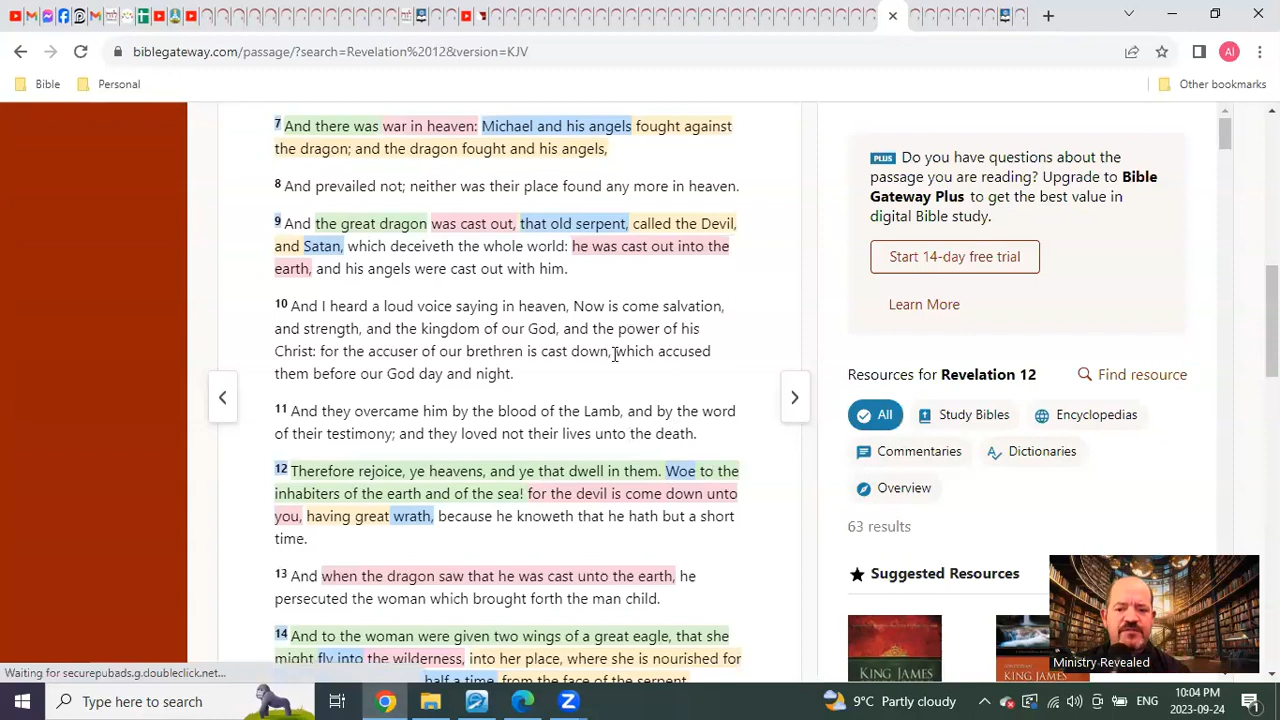 biblegateway.com/passage/?search=Revelation%2012&version=KJV
AI
Bible
Personal
Other bookmarks
7 And there was war in heaven: Michael and his angels fought against
the dragon; and the dragon fought and his angels,
8 And prevailed not; neither was their place found any more in heaven.
9 And the great dragon was cast out, that old serpent, called the Devil,
and Satan, which deceiveth the whole world: he was cast out into the
earth, and his angels were cast out with him.
10 And I heard a loud voice saying in heaven, Now is come salvation,
and strength, and the kingdom of our God, and the power of his
Christ: for the accuser of our brethren is cast down, which accused
them before our God day and night.
11 And they overcame him by the blood of the Lamb, and by the word
of their testimony; and they loved not their lives unto the death.
12 Therefore rejoice, ye heavens, and ye that dwell in them. Woe to the
inhabiters of the earth and of the sea! for the devil is come down unto
you, having great wrath, because he knoweth that he hath but a short
time.
13 And when the dragon saw that he was cast unto the earth, he
persecuted the woman which brought forth the man child.
14 And to the woman were given two wings of a great eagle, that she
might fly into the wilderness, into her place, where she is nourished for
half a time, from the face of the serpent
PLUS Do you have questions about the
passage you are reading? Upgrade to Bible
Gateway Plus to get the best value in
digital Bible study.
Start 14-day free trial
Learn More
Resources for Revelation 12
Find resource
All
Study Bibles
Encyclopedias
Commentaries
Dictionaries
Overview
63 results
Suggested Resources
KING JAMES
KING JAMES
Ministry Revealed
Waiting for securepubads.g.doubleclick.net...
Type here to search
9°C Partly cloudy
ENG
10:04 PM
2023-09-24
1